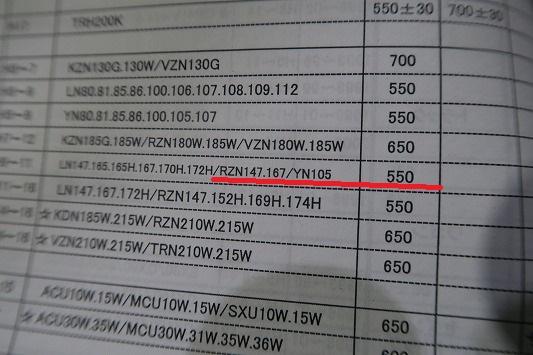 TRH200K 550±30 700±30
KZN130G.130W/VZN130G 700
LN80.81.85.86.100.106.107.108.109.112 550
YN80.81.85.86.100.105.107 550
KZN185G.185W/RZN180W.185W/VZN180W.185W 650
LN147.165.165H.167.170H.172H/RZN147.167/YN105 550
LN172.167.172H/RZN147.152H.169H.174H 550
☆ KDN185W.215W/RZN210W.215W 650
☆ VZN210W.215W/TRN210W.215W 650
ACU10W.15W/MCU10W.15W/SXU10W.15W 650
☆ ACU30W.35W/MCU30W.31W.35W.36W 650